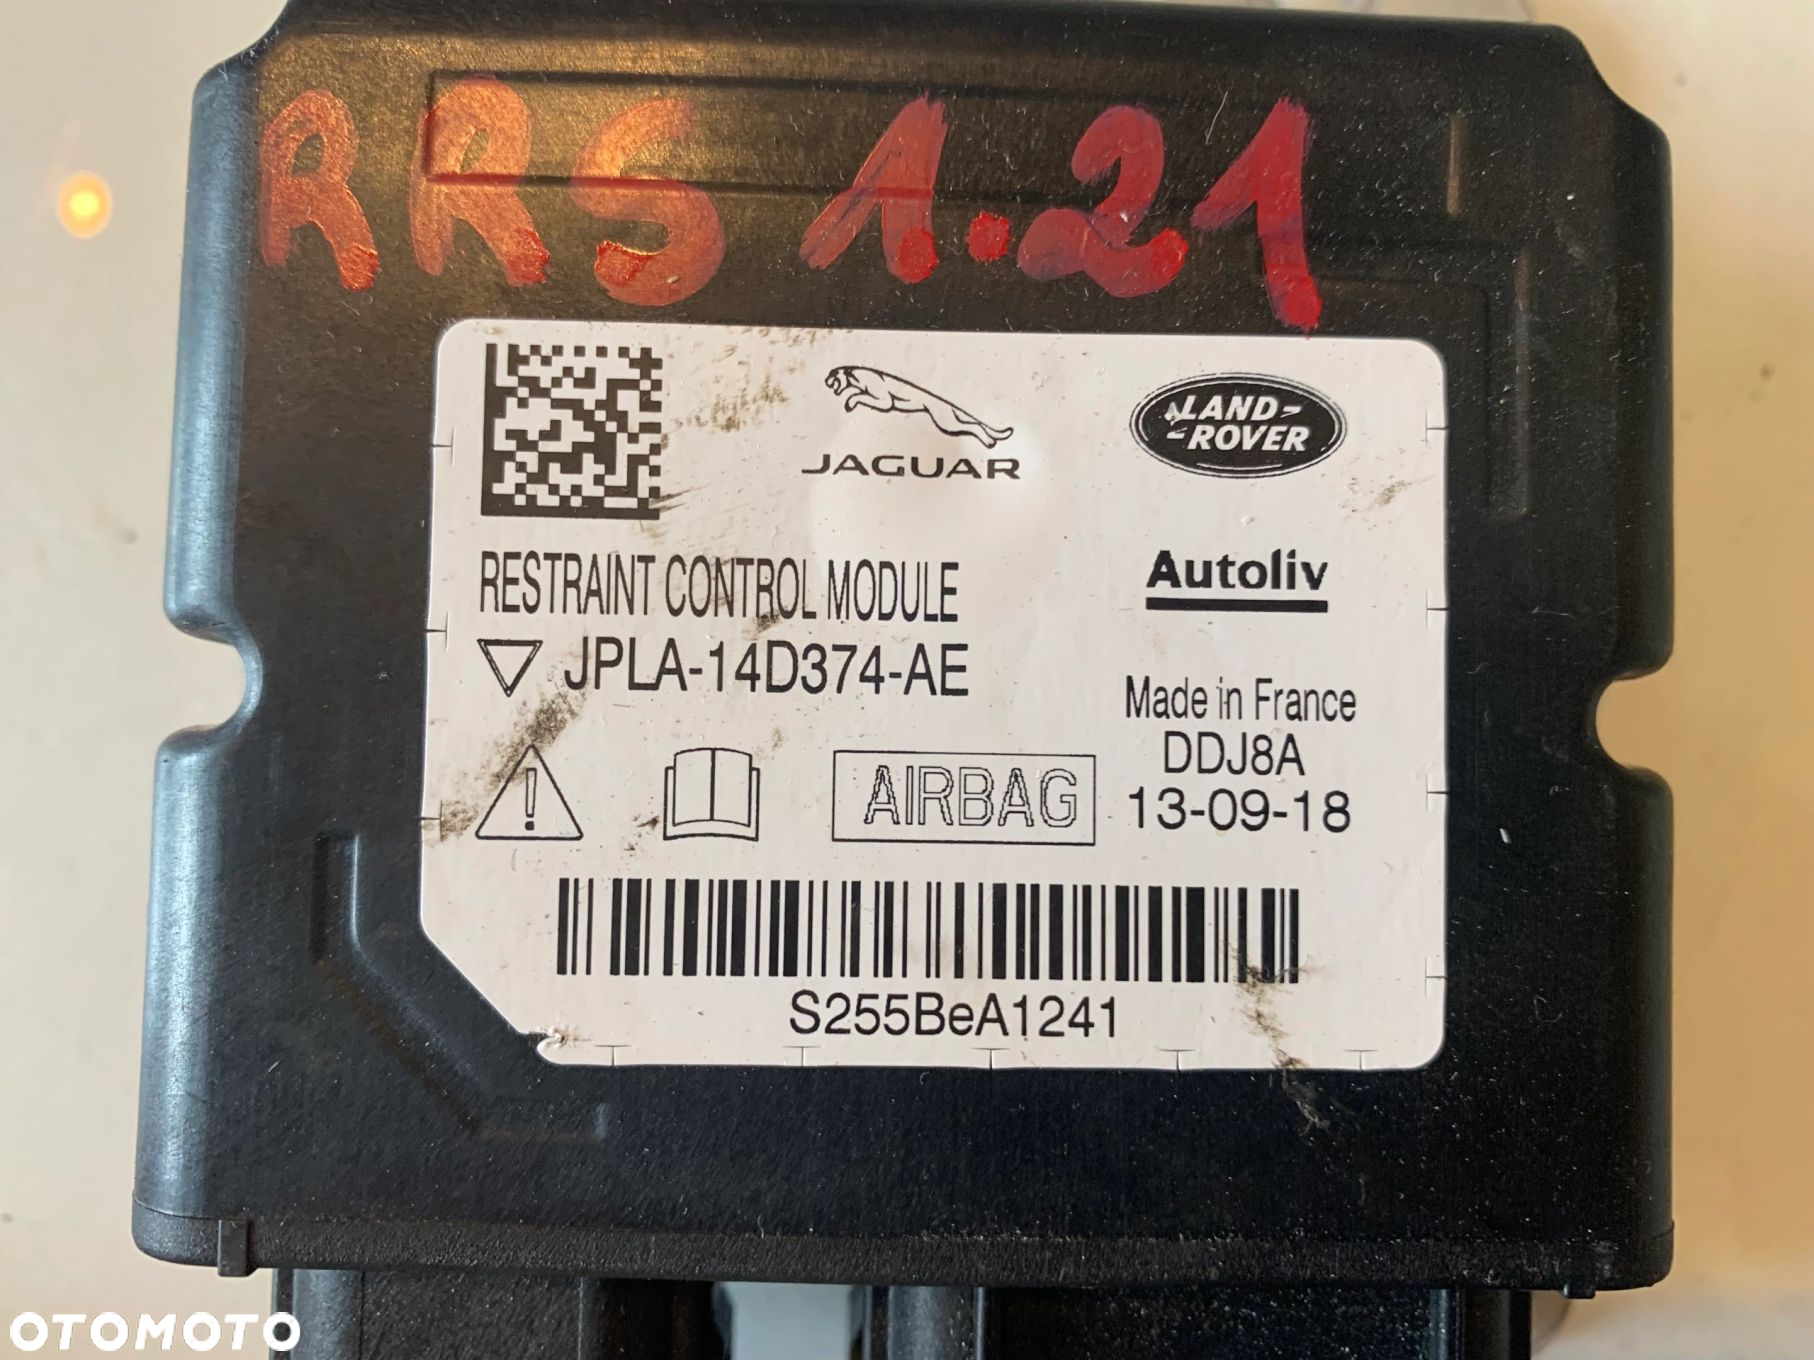 RRS 1.21
JAGUAR
LAND-
-ROVER
RESTRAINT CONTROL MODULE
Autoliv
JPLA-14D374-AE
Made in France
DDJ8A
AIRBAG
13-09-18
S255BeA1241
OTOMOTO